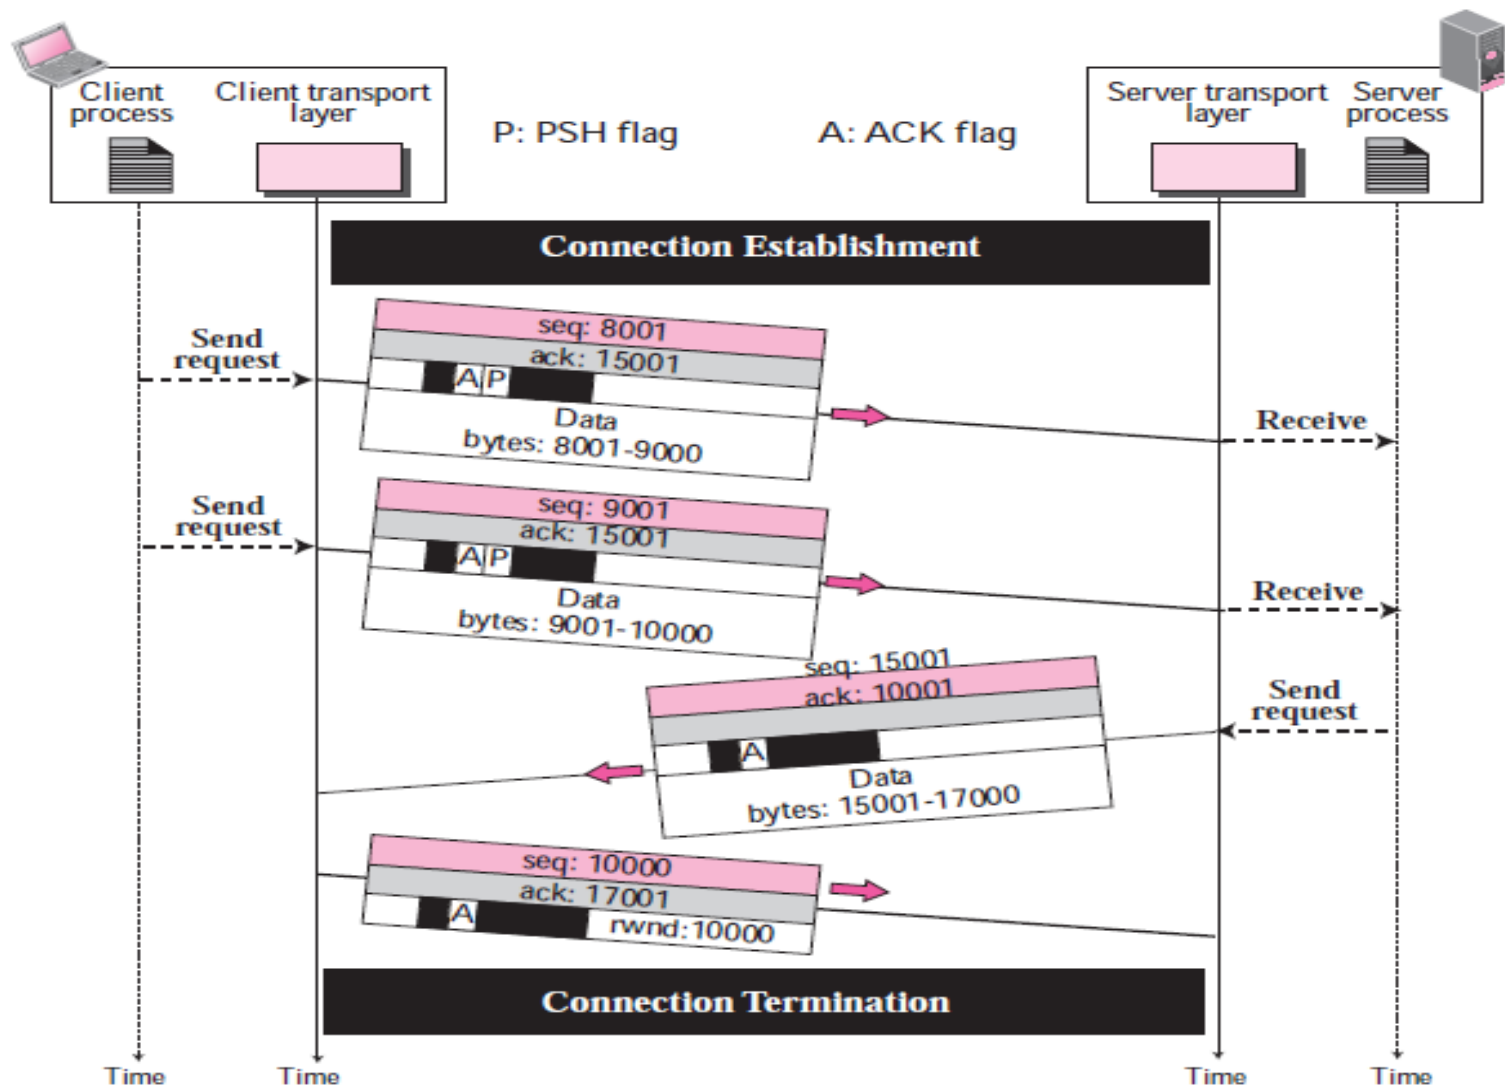 Client
process
Client transport
layer
P: PSH flag
A: ACK flag
Server transport
layer
Server
process
Connection Establishment
Send
request
seq: 8001
ack: 15001
A P
Data
bytes: 8001-9000
Receive
Send
request
seq: 9001
ack: 15001
A P
Data
bytes: 9001-10000
Receive
seq: 15001
ack: 10001
A
Data
bytes: 15001-17000
Send
request
seq: 10000
ack: 17001
A
rwnd:10000
Connection Termination
Time
Time
Time
Time